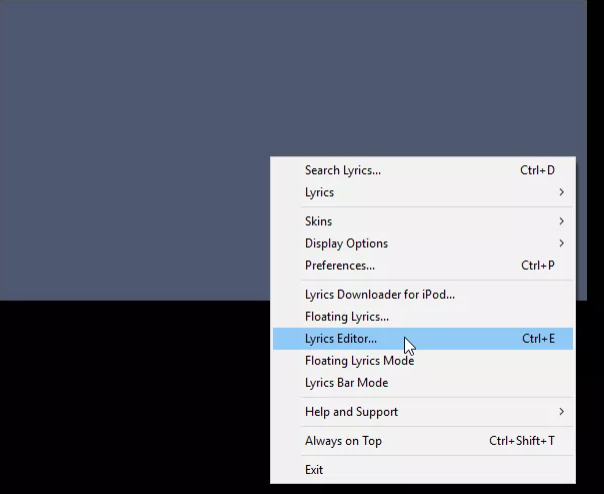 Search Lyrics... Ctrl+D
Lyrics
Skins
Display Options
Preferences... Ctrl+P
Lyrics Downloader for iPod...
Floating Lyrics...
Lyrics Editor... Ctrl+E
Floating Lyrics Mode
Lyrics Bar Mode
Help and Support
Always on Top Ctrl+Shift+T
Exit